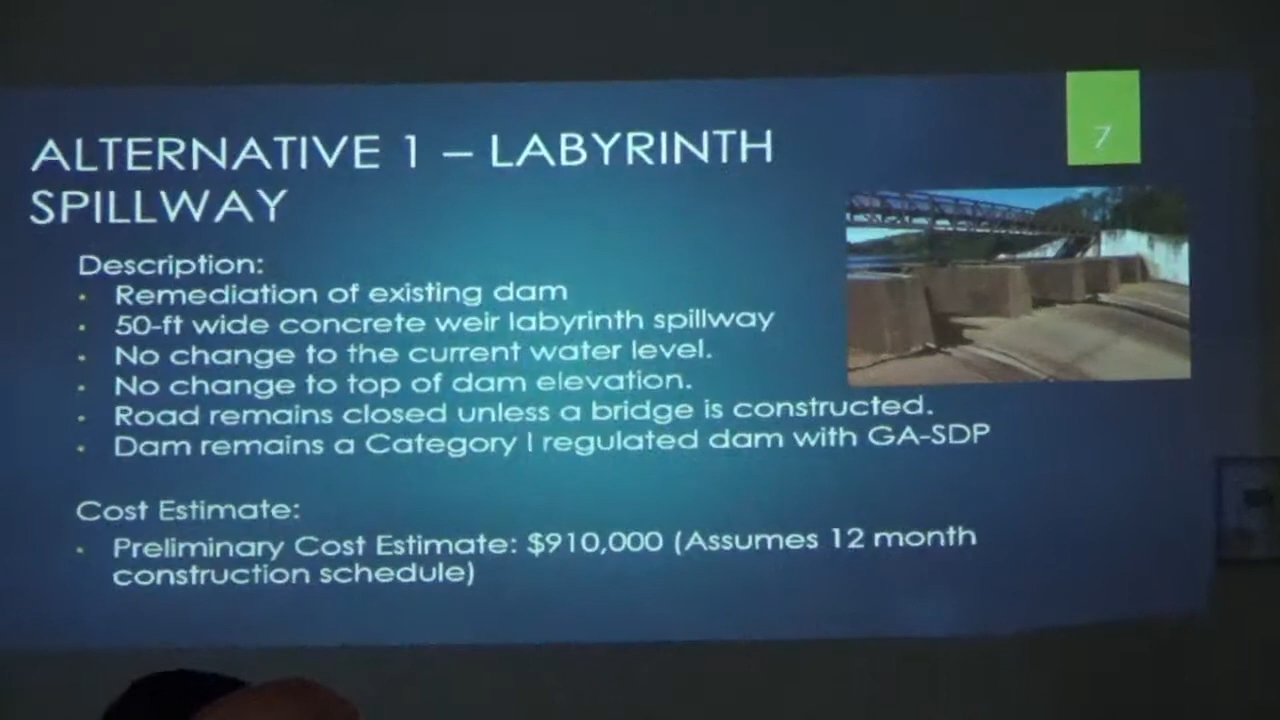 7
ALTERNATIVE 1 – LABYRINTH
SPILLWAY
Description:
• Remediation of existing dam
• 50-ft wide concrete weir labyrinth spillway
• No change to the current water level.
• No change to top of dam elevation.
• Road remains closed unless a bridge is constructed.
• Dam remains a Category I regulated dam with GA-SDP
Cost Estimate:
• Preliminary Cost Estimate: $910,000 (Assumes 12 month
construction schedule)